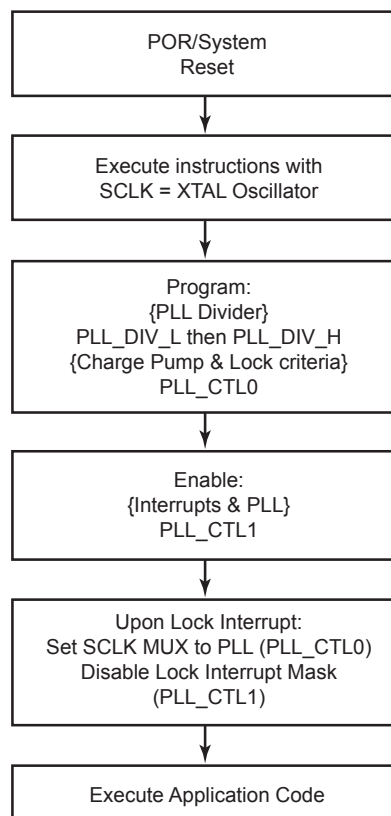 POR/System
Reset
Execute instructions with
SCLK = XTAL Oscillator
Program:
{PLL Divider}
PLL_DIV_L then PLL_DIV_H
{Charge Pump & Lock criteria}
PLL_CTL0
Enable:
{Interrupts & PLL}
PLL_CTL1
Upon Lock Interrupt:
Set SCLK MUX to PLL (PLL_CTL0)
Disable Lock Interrupt Mask
(PLL_CTL1)
Execute Application Code